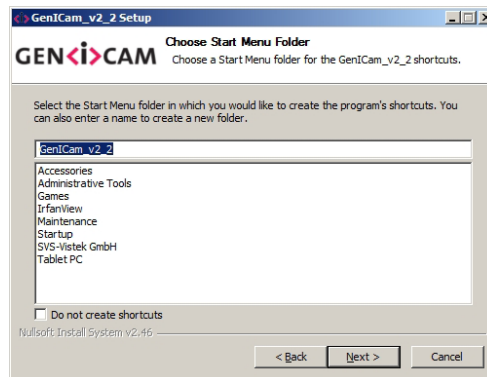 GenICam_v2_2 Setup
GEN<i>CAM
Choose Start Menu Folder
Choose a Start Menu folder for the GenICam_v2_2 shortcuts.
Select the Start Menu folder in which you would like to create the program's shortcuts. You
can also enter a name to create a new folder.
GenICam_v2_2
Accessories
Administrative Tools
Games
IrfanView
Maintenance
Startup
SVS-Vistek GmbH
Tablet PC
Do not create shortcuts
Nullsoft Install System v2.46
< Back
Next >
Cancel